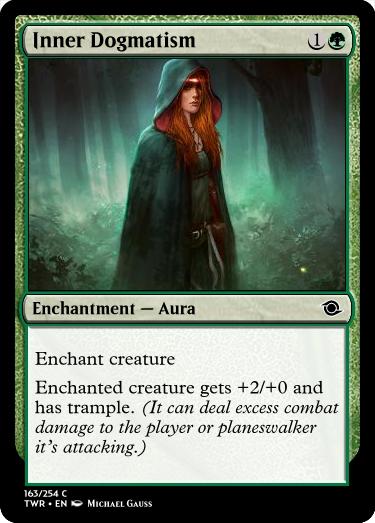 Inner Dogmatism 1
Enchantment — Aura
Enchant creature
Enchanted creature gets +2/+0 and
has trample. (It can deal excess combat
damage to the player or planeswalker
it's attacking.)
163/254 C
TWR • EN Michael Gauss